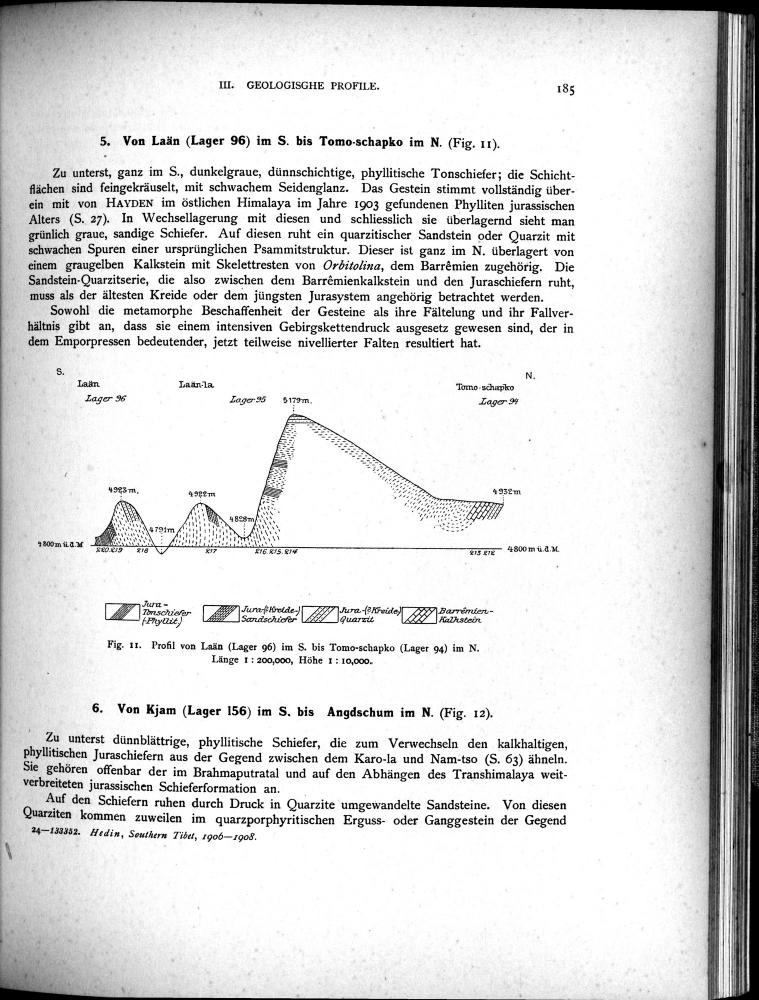 III. GEOLOGISGHE PROFILE.
185
5. Von Laän (Lager 96) im S. bis Tomo-schapko im N. (Fig. 11).
Zu unterst, ganz im S., dunkelgraue, dünnschichtige, phyllitische Tonschiefer; die Schicht-
flächen sind feingekräuselt, mit schwachem Seidenglanz. Das Gestein stimmt vollständig über-
ein mit von HAYDEN im östlichen Himalaya im Jahre 1903 gefundenen Phylliten jurassischen
Alters (S. 27). In Wechsellagerung mit diesen und schliesslich sie überlagernd sieht man
grünlich graue, sandige Schiefer. Auf diesen ruht ein quarzitischer Sandstein oder Quarzit mit
schwachen Spuren einer ursprünglichen Psammitstruktur. Dieser ist ganz im N. überlagert von
einem graugelben Kalkstein mit Skelettresten von Orbitolina, dem Barrêmien zugehörig. Die
Sandstein-Quarzitserie, die also zwischen dem Barrêmienkalkstein und den Juraschiefern ruht,
muss als der ältesten Kreide oder dem jüngsten Jurasystem angehörig betrachtet werden.
Sowohl die metamorphe Beschaffenheit der Gesteine als ihre Fältelung und ihr Fallver-
hältnis gibt an, dass sie einem intensiven Gebirgskettendruck ausgesetz gewesen sind, der in
dem Emporpressen bedeutender, jetzt teilweise nivellierter Falten resultiert hat.
S.
N.
Laän
Laän-la
Tomo-schapko
Lager 96
Lager 95
5179m.
Lager 94
4923m.
4922m
4932m
4828m
4791m
4800m ü.d.M
220.219
218
217
216.215.214
213 212
4800m ü.d.M.
Jura-
Tonschiefer
(-Phyllit)
Jura-(?Kreide-)
Sandschiefer
Jura-(?Kreide)
Quarzit
Barrêmien-
Kalkstein
Fig. 11. Profil von Laän (Lager 96) im S. bis Tomo-schapko (Lager 94) im N.
Länge 1 : 200,000, Höhe 1 : 10,000.
6. Von Kjam (Lager 156) im S. bis Angdschum im N. (Fig. 12).
Zu unterst dünnblättrige, phyllitische Schiefer, die zum Verwechseln den kalkhaltigen,
phyllitischen Juraschiefern aus der Gegend zwischen dem Karo-la und Nam-tso (S. 63) ähneln.
Sie gehören offenbar der im Brahmaputratal und auf den Abhängen des Transhimalaya weit-
verbreiteten jurassischen Schieferformation an.
Auf den Schiefern ruhen durch Druck in Quarzite umgewandelte Sandsteine. Von diesen
Quarziten kommen zuweilen im quarzporphyritischen Erguss- oder Ganggestein der Gegend
24—133352. Hedin, Southern Tibet, 1906—1908.